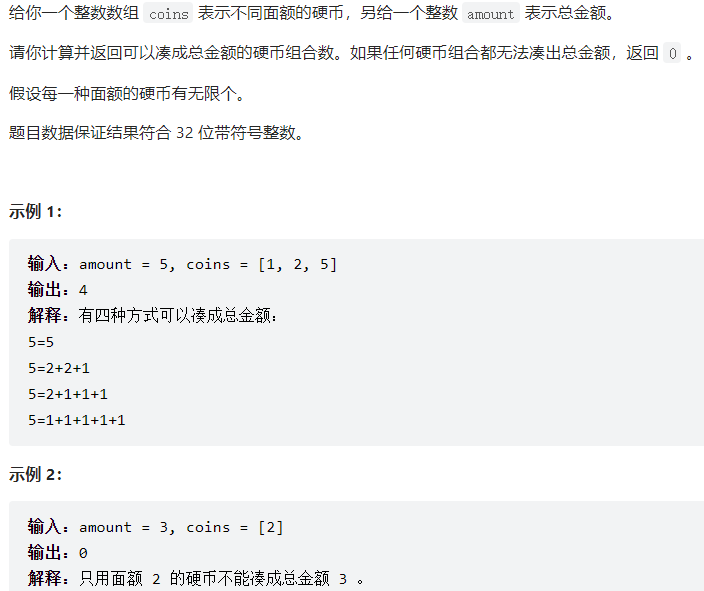 给你一个整数数组 coins 表示不同面额的硬币，另给一个整数 amount 表示总金额。
请你计算并返回可以凑成总金额的硬币组合数。如果任何硬币组合都无法凑出总金额，返回 0 。
假设每一种面额的硬币有无限个。
题目数据保证结果符合 32 位带符号整数。
示例 1：
输入：amount = 5, coins = [1, 2, 5]
输出：4
解释：有四种方式可以凑成总金额：
5=5
5=2+2+1
5=2+1+1+1
5=1+1+1+1+1
示例 2：
输入：amount = 3, coins = [2]
输出：0
解释：只用面额 2 的硬币不能凑成总金额 3 。